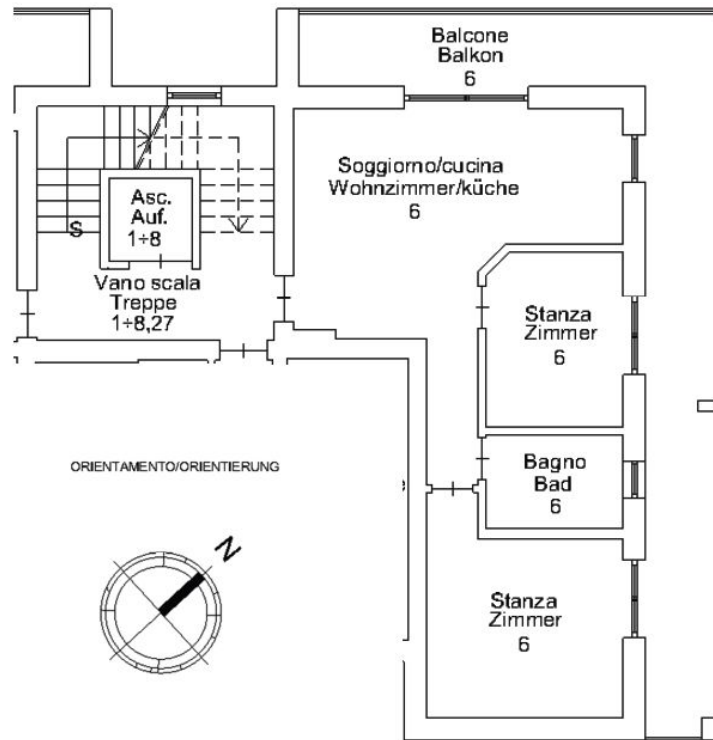 Balcone
Balkon
6
Soggiorno/cucina
Wohnzimmer/küche
6
Asc.
Auf.
1÷8
S
Vano scala
Treppe
1÷8,27
Stanza
Zimmer
6
Bagno
Bad
6
ORIENTAMENTO/ORIENTIERUNG
N
Stanza
Zimmer
6